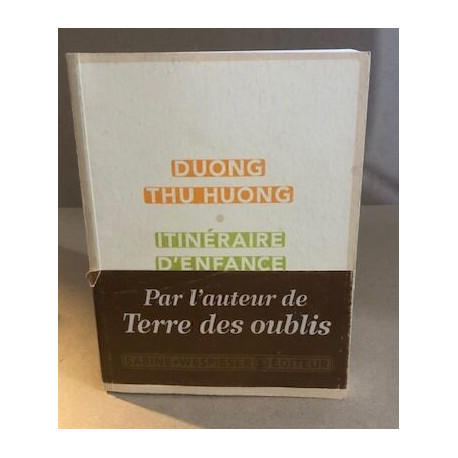 DUONG
THU HUONG
ITINÉRAIRE
D'ENFANCE
Par l'auteur de
Terre des oublis
SABINE WESPIESER ÉDITEUR